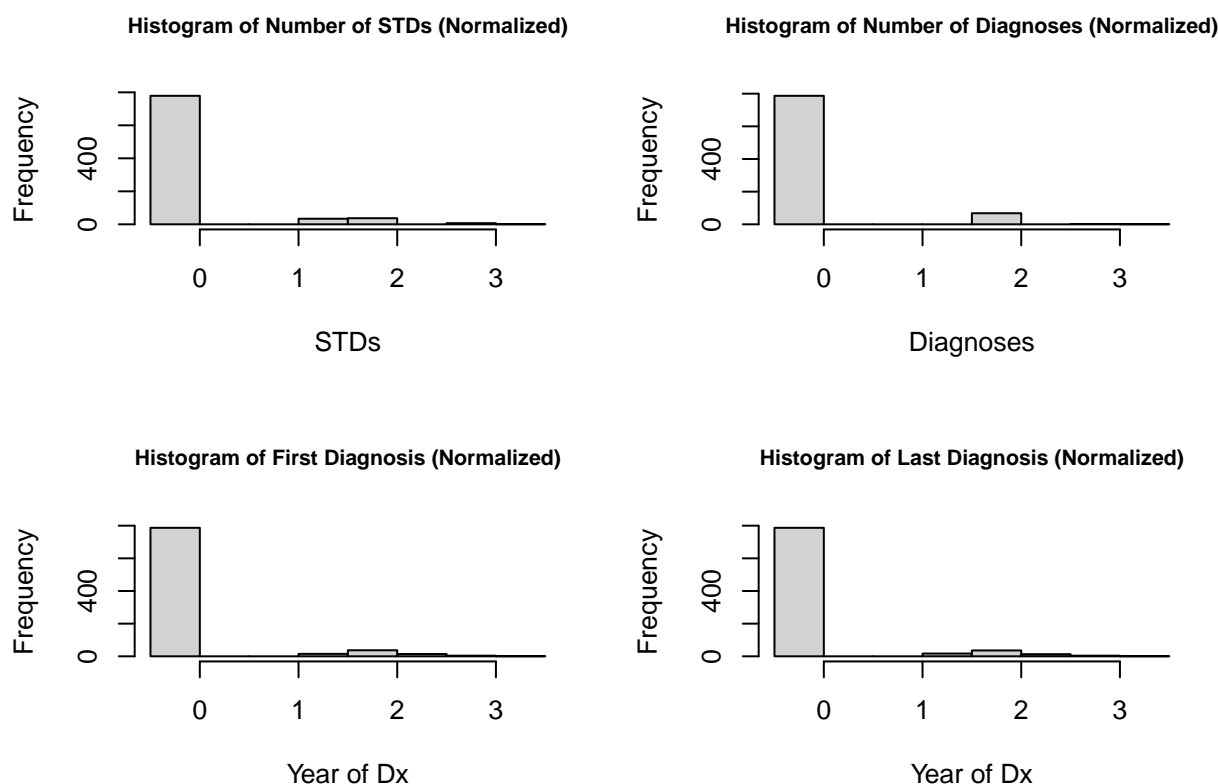 Histogram of Number of STDs (Normalized)
Frequency
0
400
0 1 2 3
STDs
Histogram of Number of Diagnoses (Normalized)
Frequency
0
400
0 1 2 3
Diagnoses
Histogram of First Diagnosis (Normalized)
Frequency
0
400
0 1 2 3
Year of Dx
Histogram of Last Diagnosis (Normalized)
Frequency
0
400
0 1 2 3
Year of Dx